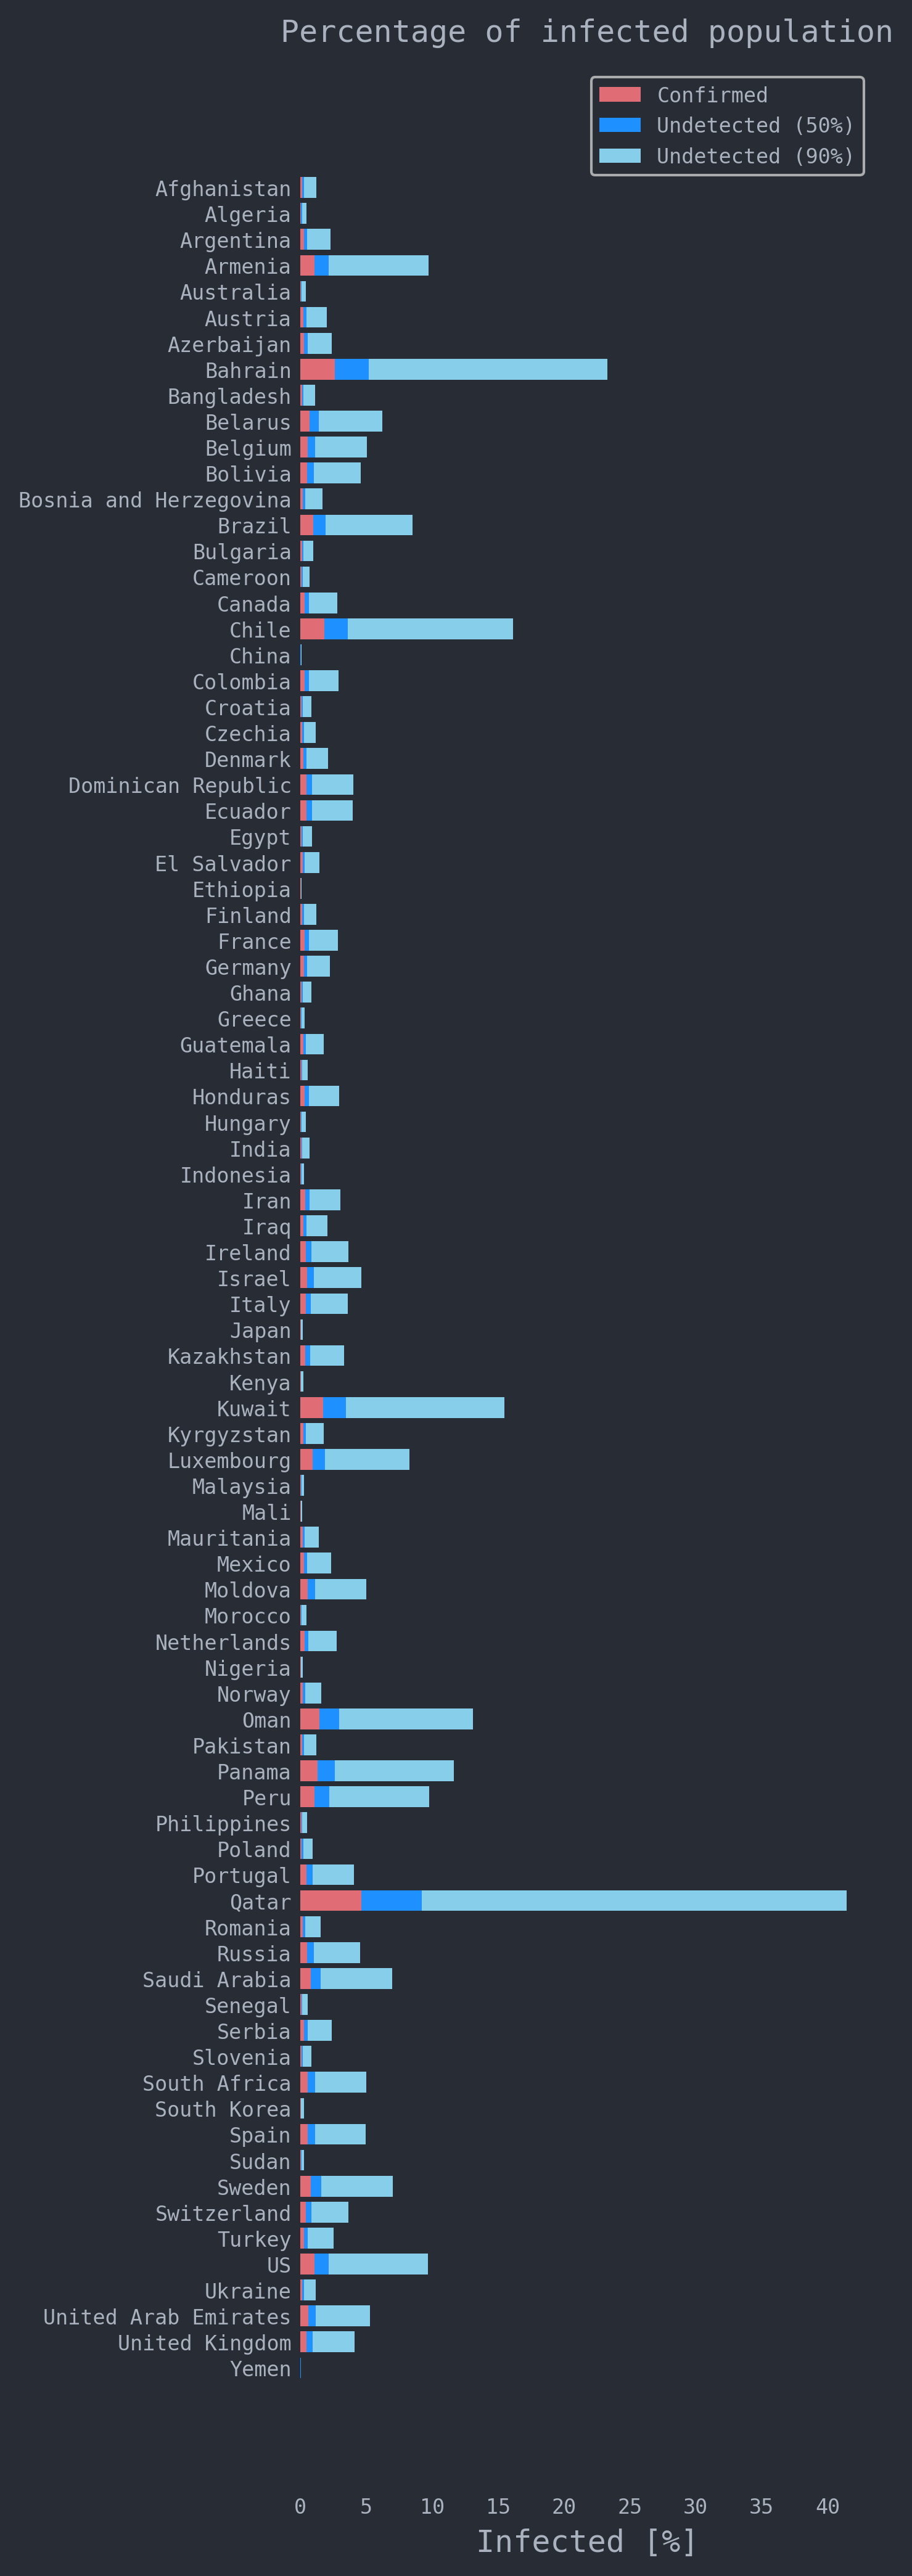 Percentage of infected population
Confirmed
Undetected (50%)
Undetected (90%)
Afghanistan
Algeria
Argentina
Armenia
Australia
Austria
Azerbaijan
Bahrain
Bangladesh
Belarus
Belgium
Bolivia
Bosnia and Herzegovina
Brazil
Bulgaria
Cameroon
Canada
Chile
China
Colombia
Croatia
Czechia
Denmark
Dominican Republic
Ecuador
Egypt
El Salvador
Ethiopia
Finland
France
Germany
Ghana
Greece
Guatemala
Haiti
Honduras
Hungary
India
Indonesia
Iran
Iraq
Ireland
Israel
Italy
Japan
Kazakhstan
Kenya
Kuwait
Kyrgyzstan
Luxembourg
Malaysia
Mali
Mauritania
Mexico
Moldova
Morocco
Netherlands
Nigeria
Norway
Oman
Pakistan
Panama
Peru
Philippines
Poland
Portugal
Qatar
Romania
Russia
Saudi Arabia
Senegal
Serbia
Slovenia
South Africa
South Korea
Spain
Sudan
Sweden
Switzerland
Turkey
US
Ukraine
United Arab Emirates
United Kingdom
Yemen
0 5 10 15 20 25 30 35 40
Infected [%]